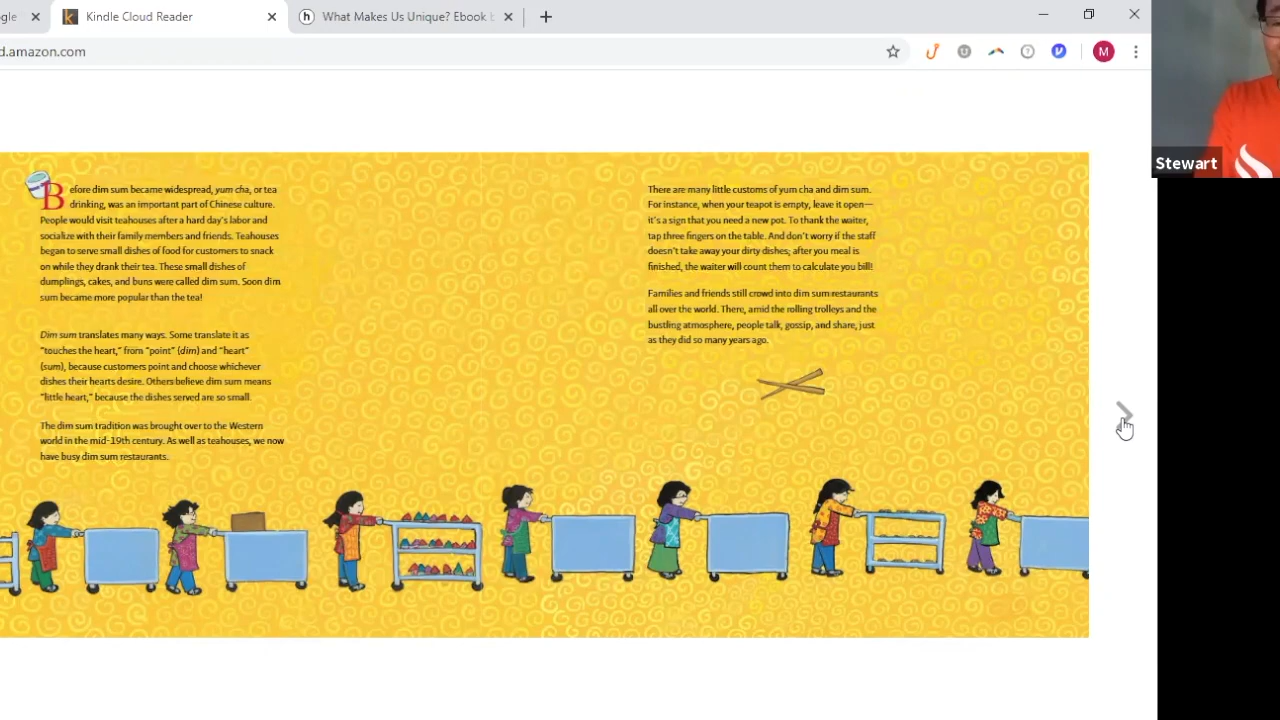 gle
Kindle Cloud Reader
What Makes Us Unique? Ebook b
d.amazon.com
M
Stewart
Before dim sum became widespread, yum cha, or tea
drinking, was an important part of Chinese culture.
People would visit teahouses after a hard day's labor and
socialize with their family members and friends. Teahouses
began to serve small dishes of food for customers to snack
on while they drank their tea. These small dishes of
dumplings, cakes, and buns were called dim sum. Soon dim
sum became more popular than the tea!
Dim sum translates many ways. Some translate it as
"touches the heart," from "point" (dim) and "heart"
(sum), because customers point and choose whichever
dishes their hearts desire. Others believe dim sum means
"little heart," because the dishes served are so small.
The dim sum tradition was brought over to the Western
world in the mid-19th century. As well as teahouses, we now
have busy dim sum restaurants.
There are many little customs of yum cha and dim sum.
For instance, when your teapot is empty, leave it open—
it's a sign that you need a new pot. To thank the waiter,
tap three fingers on the table. And don't worry if the staff
doesn't take away your dirty dishes; after you meal is
finished, the waiter will count them to calculate you bill!
Families and friends still crowd into dim sum restaurants
all over the world. There, amid the rolling trolleys and the
bustling atmosphere, people talk, gossip, and share, just
as they did so many years ago.